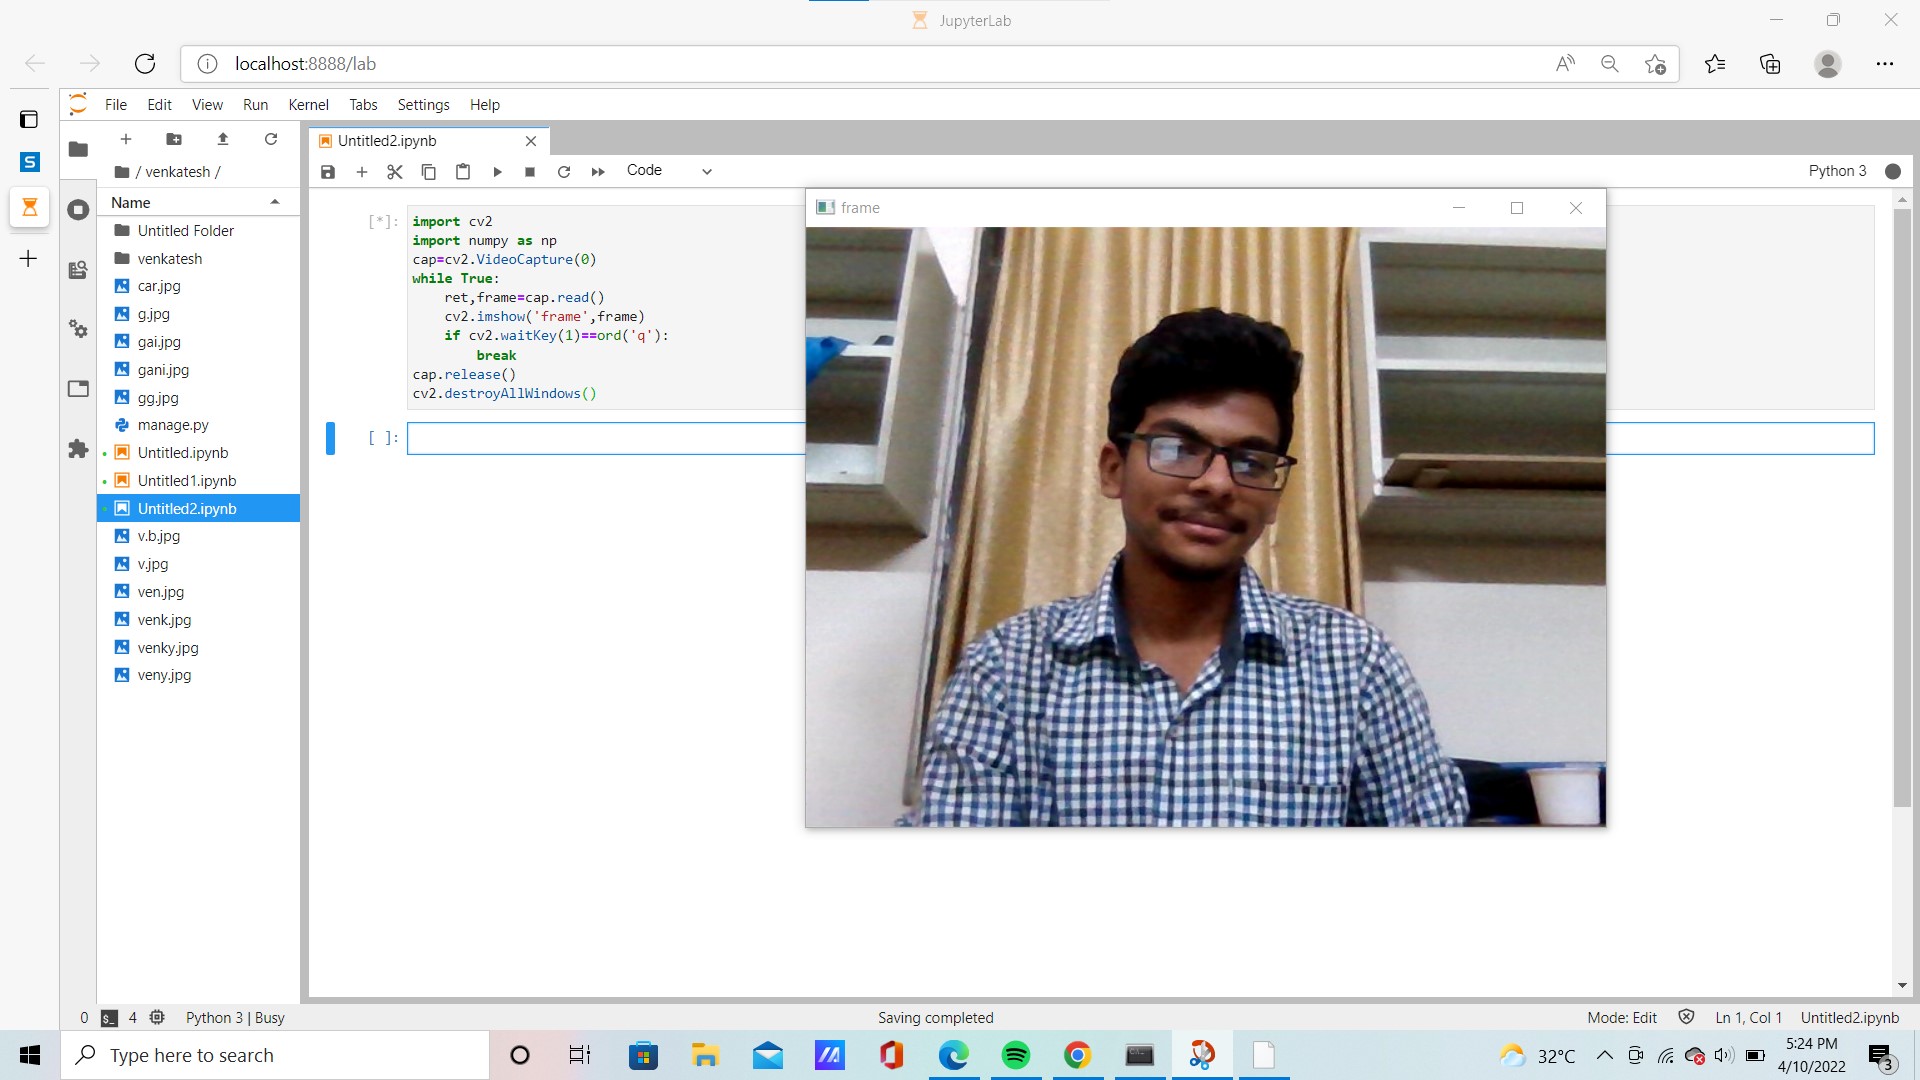 JupyterLab
localhost:8888/lab
File Edit View Run Kernel Tabs Settings Help
/ venkatesh /
Name
Untitled Folder
venkatesh
car.jpg
g.jpg
gai.jpg
gani.jpg
gg.jpg
manage.py
Untitled.ipynb
Untitled1.ipynb
Untitled2.ipynb
v.b.jpg
v.jpg
ven.jpg
venk.jpg
venky.jpg
veny.jpg
Untitled2.ipynb
Code
Python 3
[*]:
import cv2
import numpy as np
cap=cv2.VideoCapture(0)
while True:
    ret,frame=cap.read()
    cv2.imshow('frame',frame)
    if cv2.waitKey(1)==ord('q'):
        break
cap.release()
cv2.destroyAllWindows()
[ ]:
frame
0 $_ 4 Python 3 | Busy
Saving completed
Mode: Edit Ln 1, Col 1 Untitled2.ipynb
Type here to search
32°C
5:24 PM
4/10/2022
3